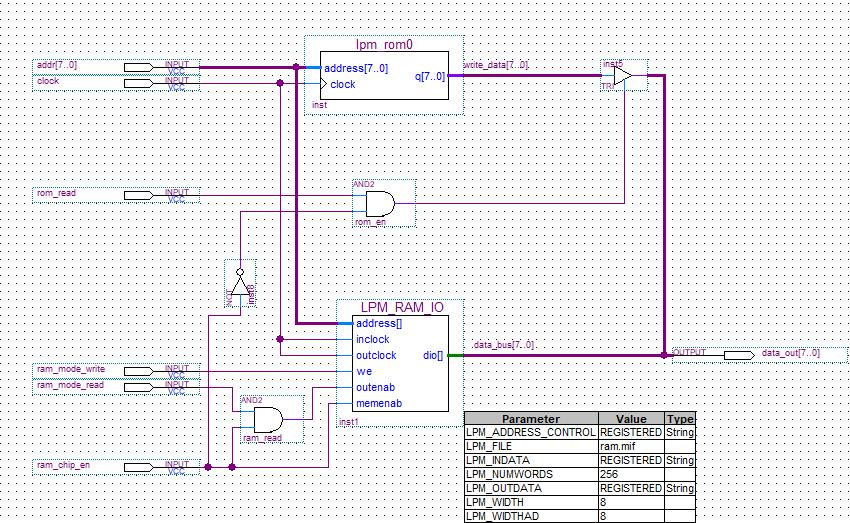 lpm_rom0
addr[7..0] INPUT VCC
address[7..0]
q[7..0]
write_data[7..0]
inst5
clock INPUT VCC
clock
TRI
inst
AND2
rom_read INPUT VCC
rom_en
NOT
inst8
LPM_RAM_IO
address[]
inclock
outclock
dio[]
data_bus[7..0]
OUTPUT
data_out[7..0]
ram_mode_write INPUT VCC
we
ram_mode_read INPUT VCC
outenab
AND2
memenab
inst1
ram_read
ram_chip_en INPUT VCC
Parameter Value Type
LPM_ADDRESS_CONTROL REGISTERED String
LPM_FILE ram.mif
LPM_INDATA REGISTERED String
LPM_NUMWORDS 256
LPM_OUTDATA REGISTERED String
LPM_WIDTH 8
LPM_WIDTHAD 8